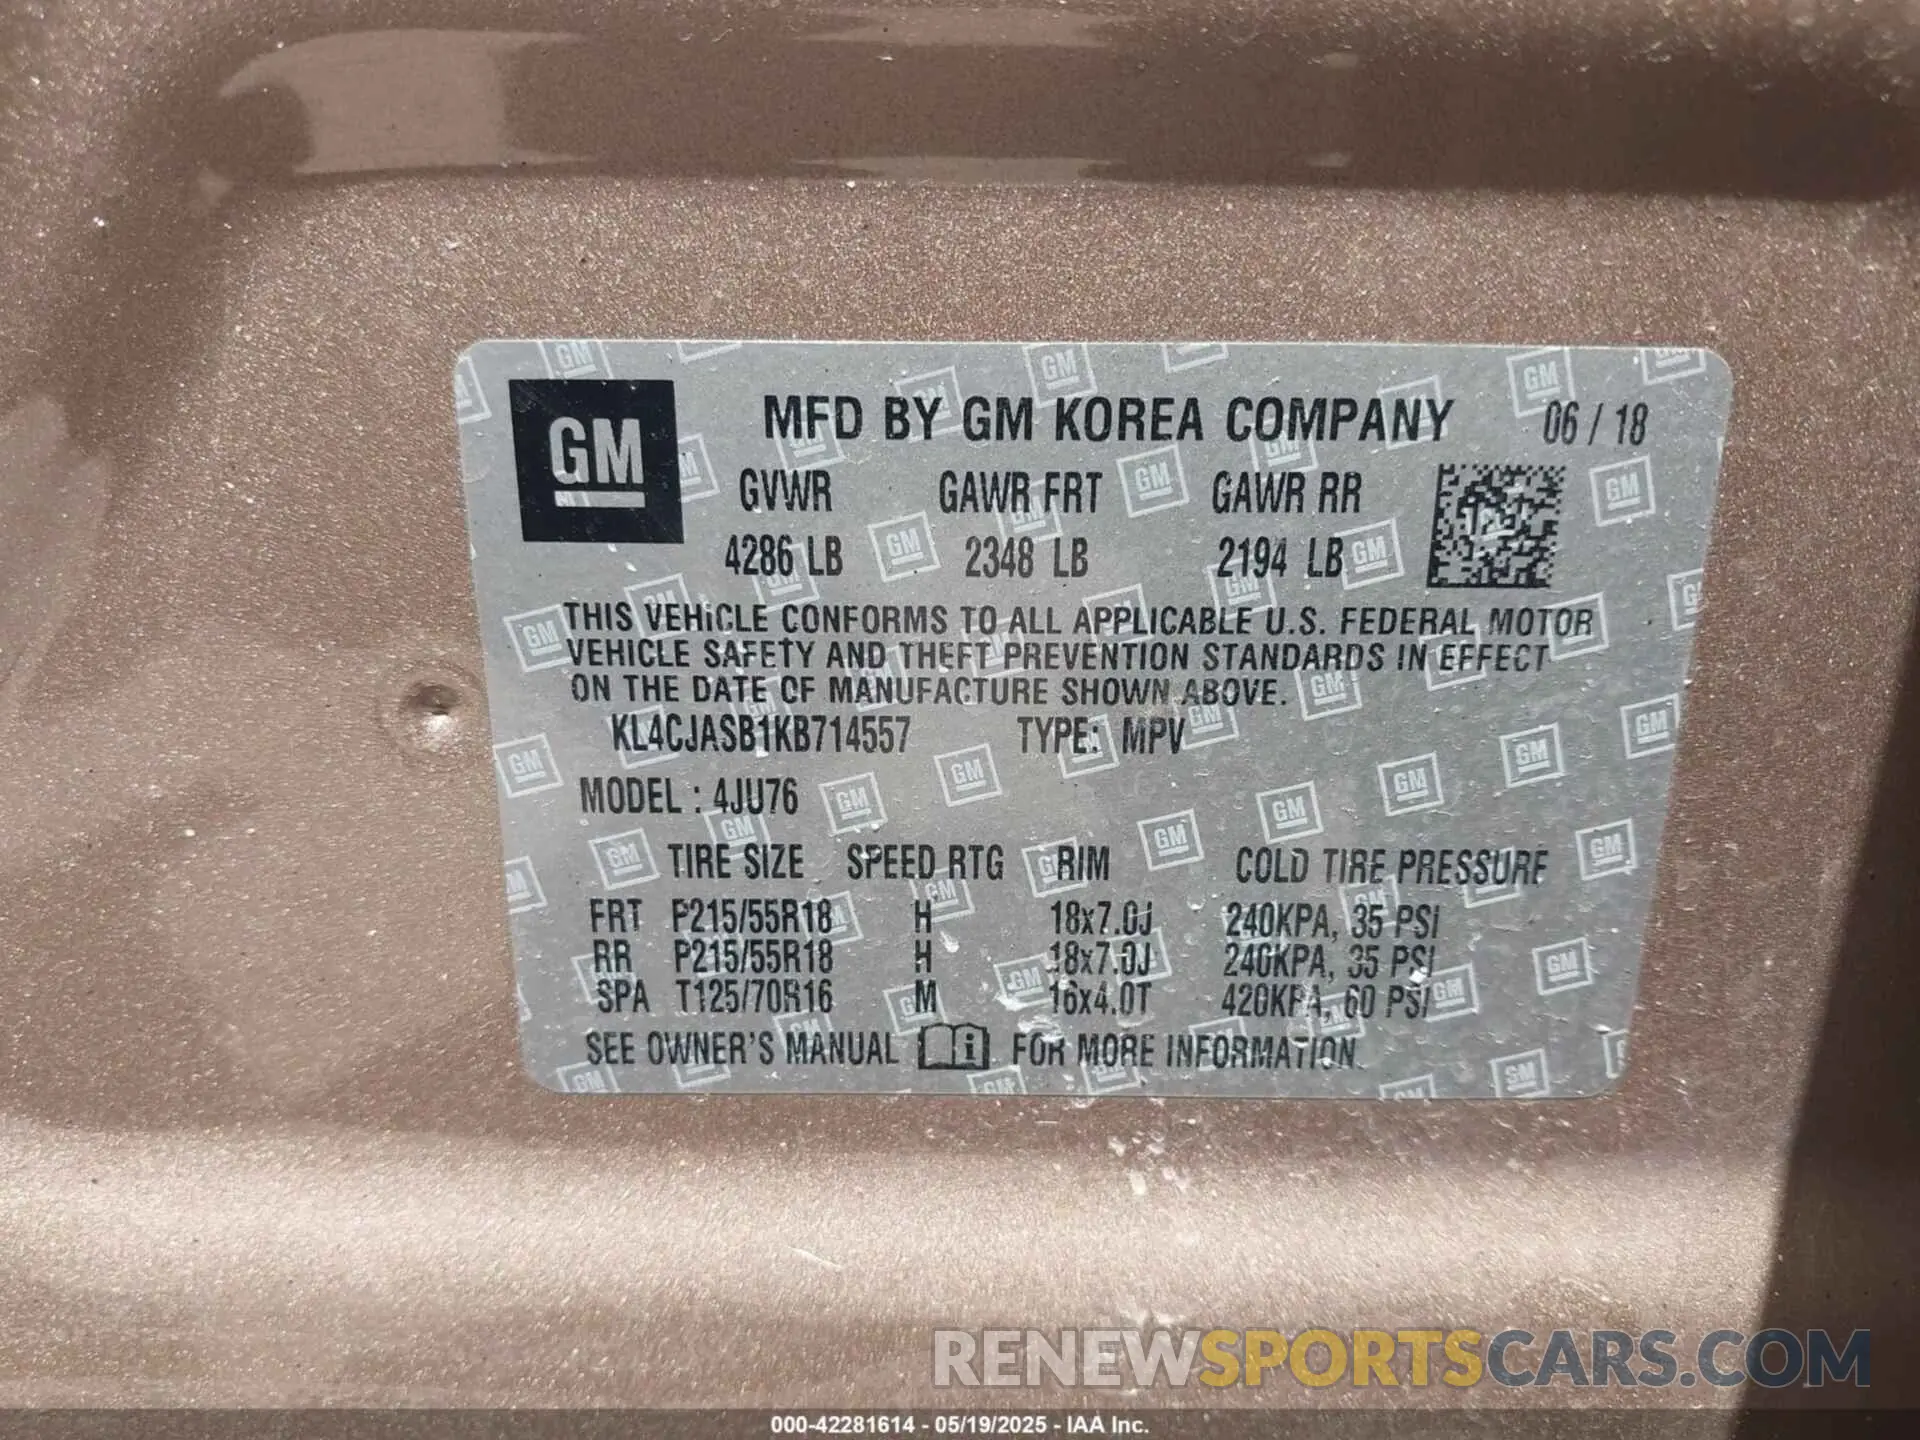 GM
MFD BY GM KOREA COMPANY 06 / 18
GVWR GAWR FRT GAWR RR
4286 LB 2348 LB 2194 LB
THIS VEHICLE CONFORMS TO ALL APPLICABLE U.S. FEDERAL MOTOR
VEHICLE SAFETY AND THEFT PREVENTION STANDARDS IN EFFECT
ON THE DATE OF MANUFACTURE SHOWN ABOVE.
KL4CJASB1KB714557 TYPE: MPV
MODEL : 4JU76
TIRE SIZE SPEED RTG RIM COLD TIRE PRESSURE
FRT P215/55R18 H 18x7.0J 240KPA, 35 PSI
RR P215/55R18 H 18x7.0J 240KPA, 35 PSI
SPA T125/70R16 M 16x4.0T 420KPA, 60 PSI
SEE OWNER'S MANUAL i FOR MORE INFORMATION.
RENEWSPORTSCARS.COM
000-42281614 - 05/19/2025 - IAA Inc.